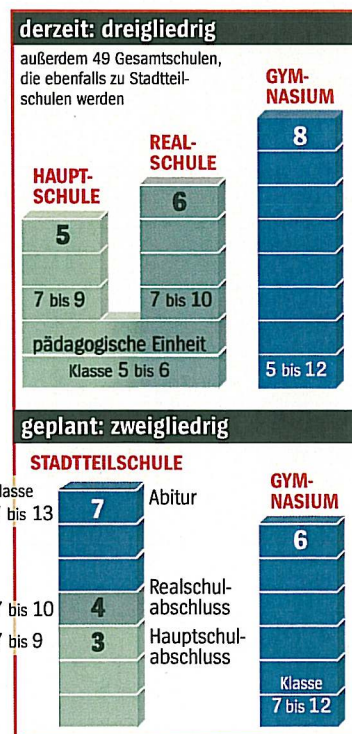 derzeit: dreigliedrig
außerdem 49 Gesamtschulen,
die ebenfalls zu Stadtteil-
schulen werden
GYM-
NASIUM
8
REAL-
SCHULE
6
HAUPT-
SCHULE
5
7 bis 9
7 bis 10
pädagogische Einheit
Klasse 5 bis 6
5 bis 12
geplant: zweigliedrig
STADTTEILSCHULE
GYM-
NASIUM
lasse
bis 13
7
Abitur
6
bis 10
4
Realschul-
abschluss
bis 9
3
Hauptschul-
abschluss
Klasse
7 bis 12